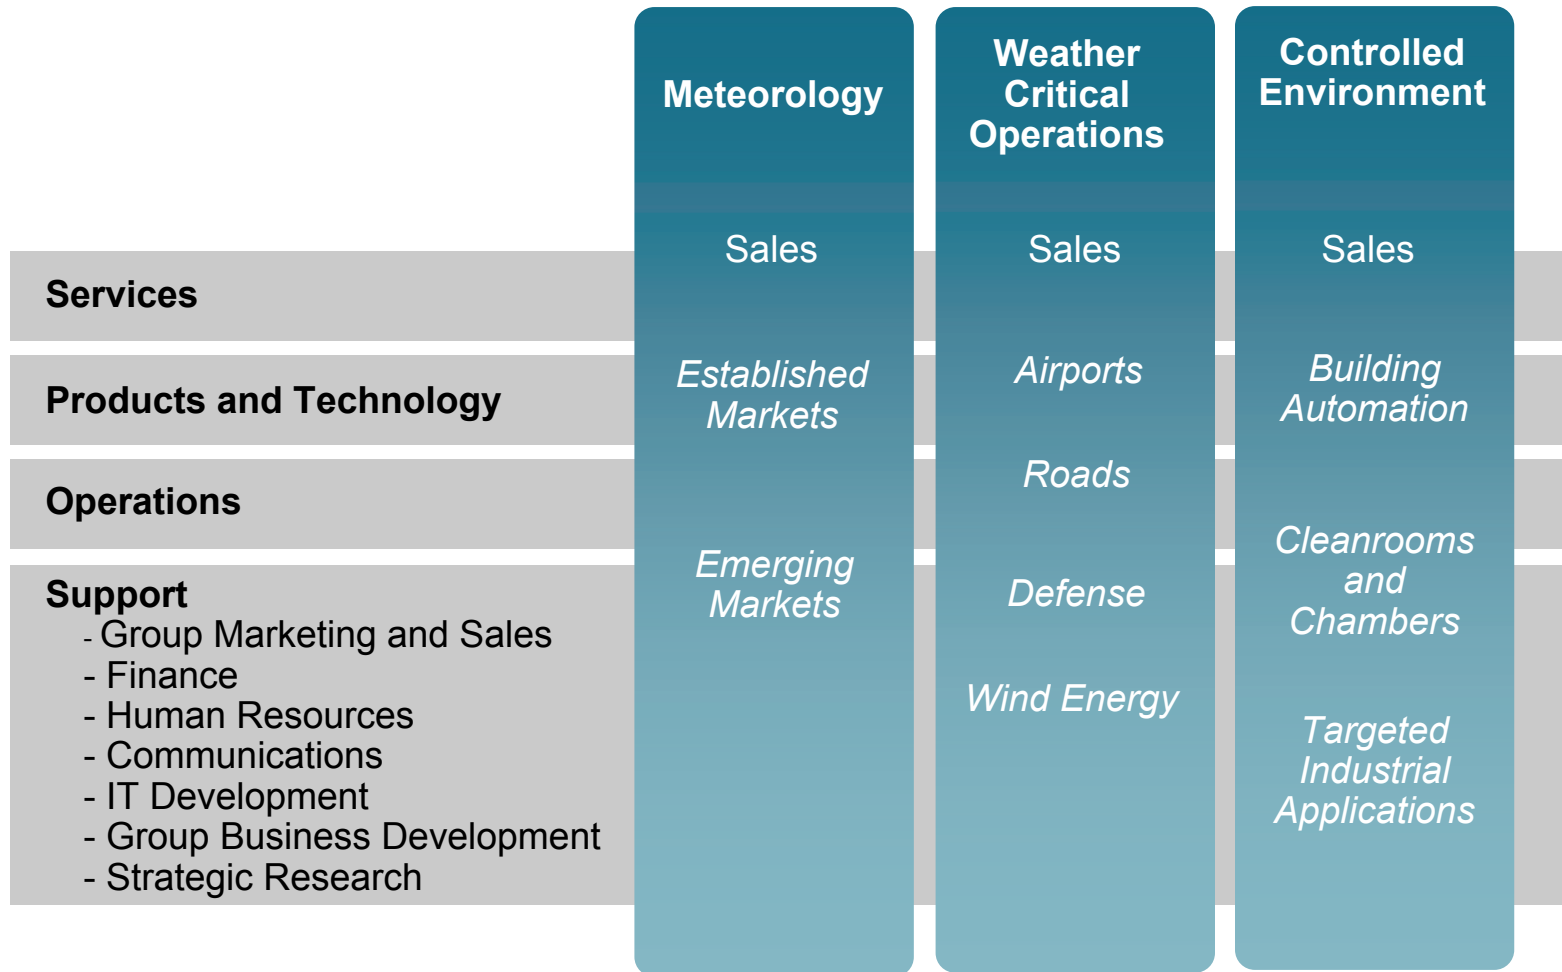 Meteorology
Weather
Critical
Operations
Controlled
Environment
Sales
Sales
Sales
Services
Established
Markets
Airports
Building
Automation
Products and Technology
Roads
Operations
Emerging
Markets
Defense
Cleanrooms
and
Chambers
Wind Energy
Targeted
Industrial
Applications
Support
- Group Marketing and Sales
- Finance
- Human Resources
- Communications
- IT Development
- Group Business Development
- Strategic Research